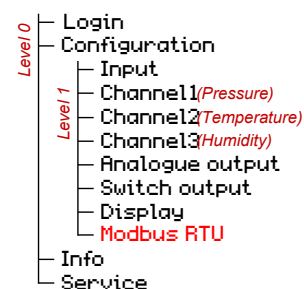 Level 0
Login
Configuration
Level 1
Input
Channel1(Pressure)
Channel2(Temperature)
Channel3(Humidity)
Analogue output
Switch output
Display
Modbus RTU
Info
Service